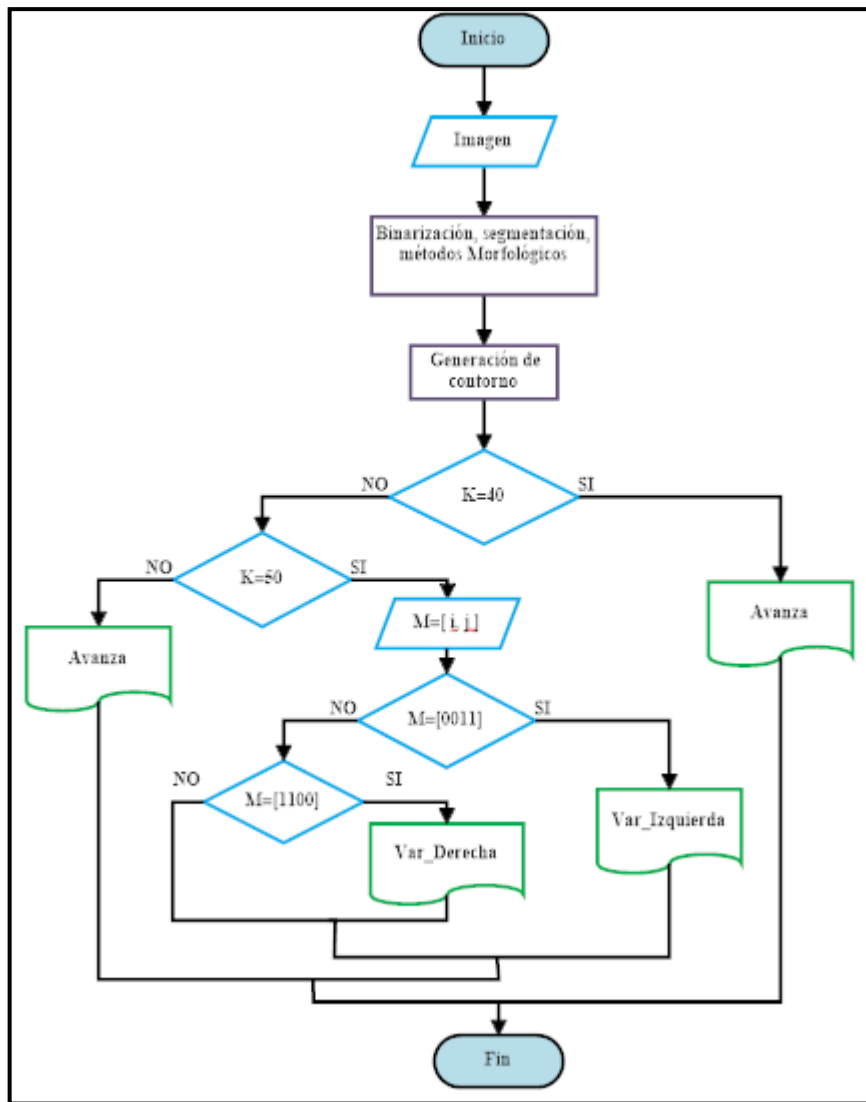 Inicio
Imagen
Binarización, segmentación,
métodos Morfológicos
Generación de
contorno
NO
K=40
SI
NO
K=50
SI
Avanza
M=[ i, j ]
Avanza
NO
M=[0011]
SI
NO
M=[1100]
SI
Var_Derecha
Var_Izquierda
Fin